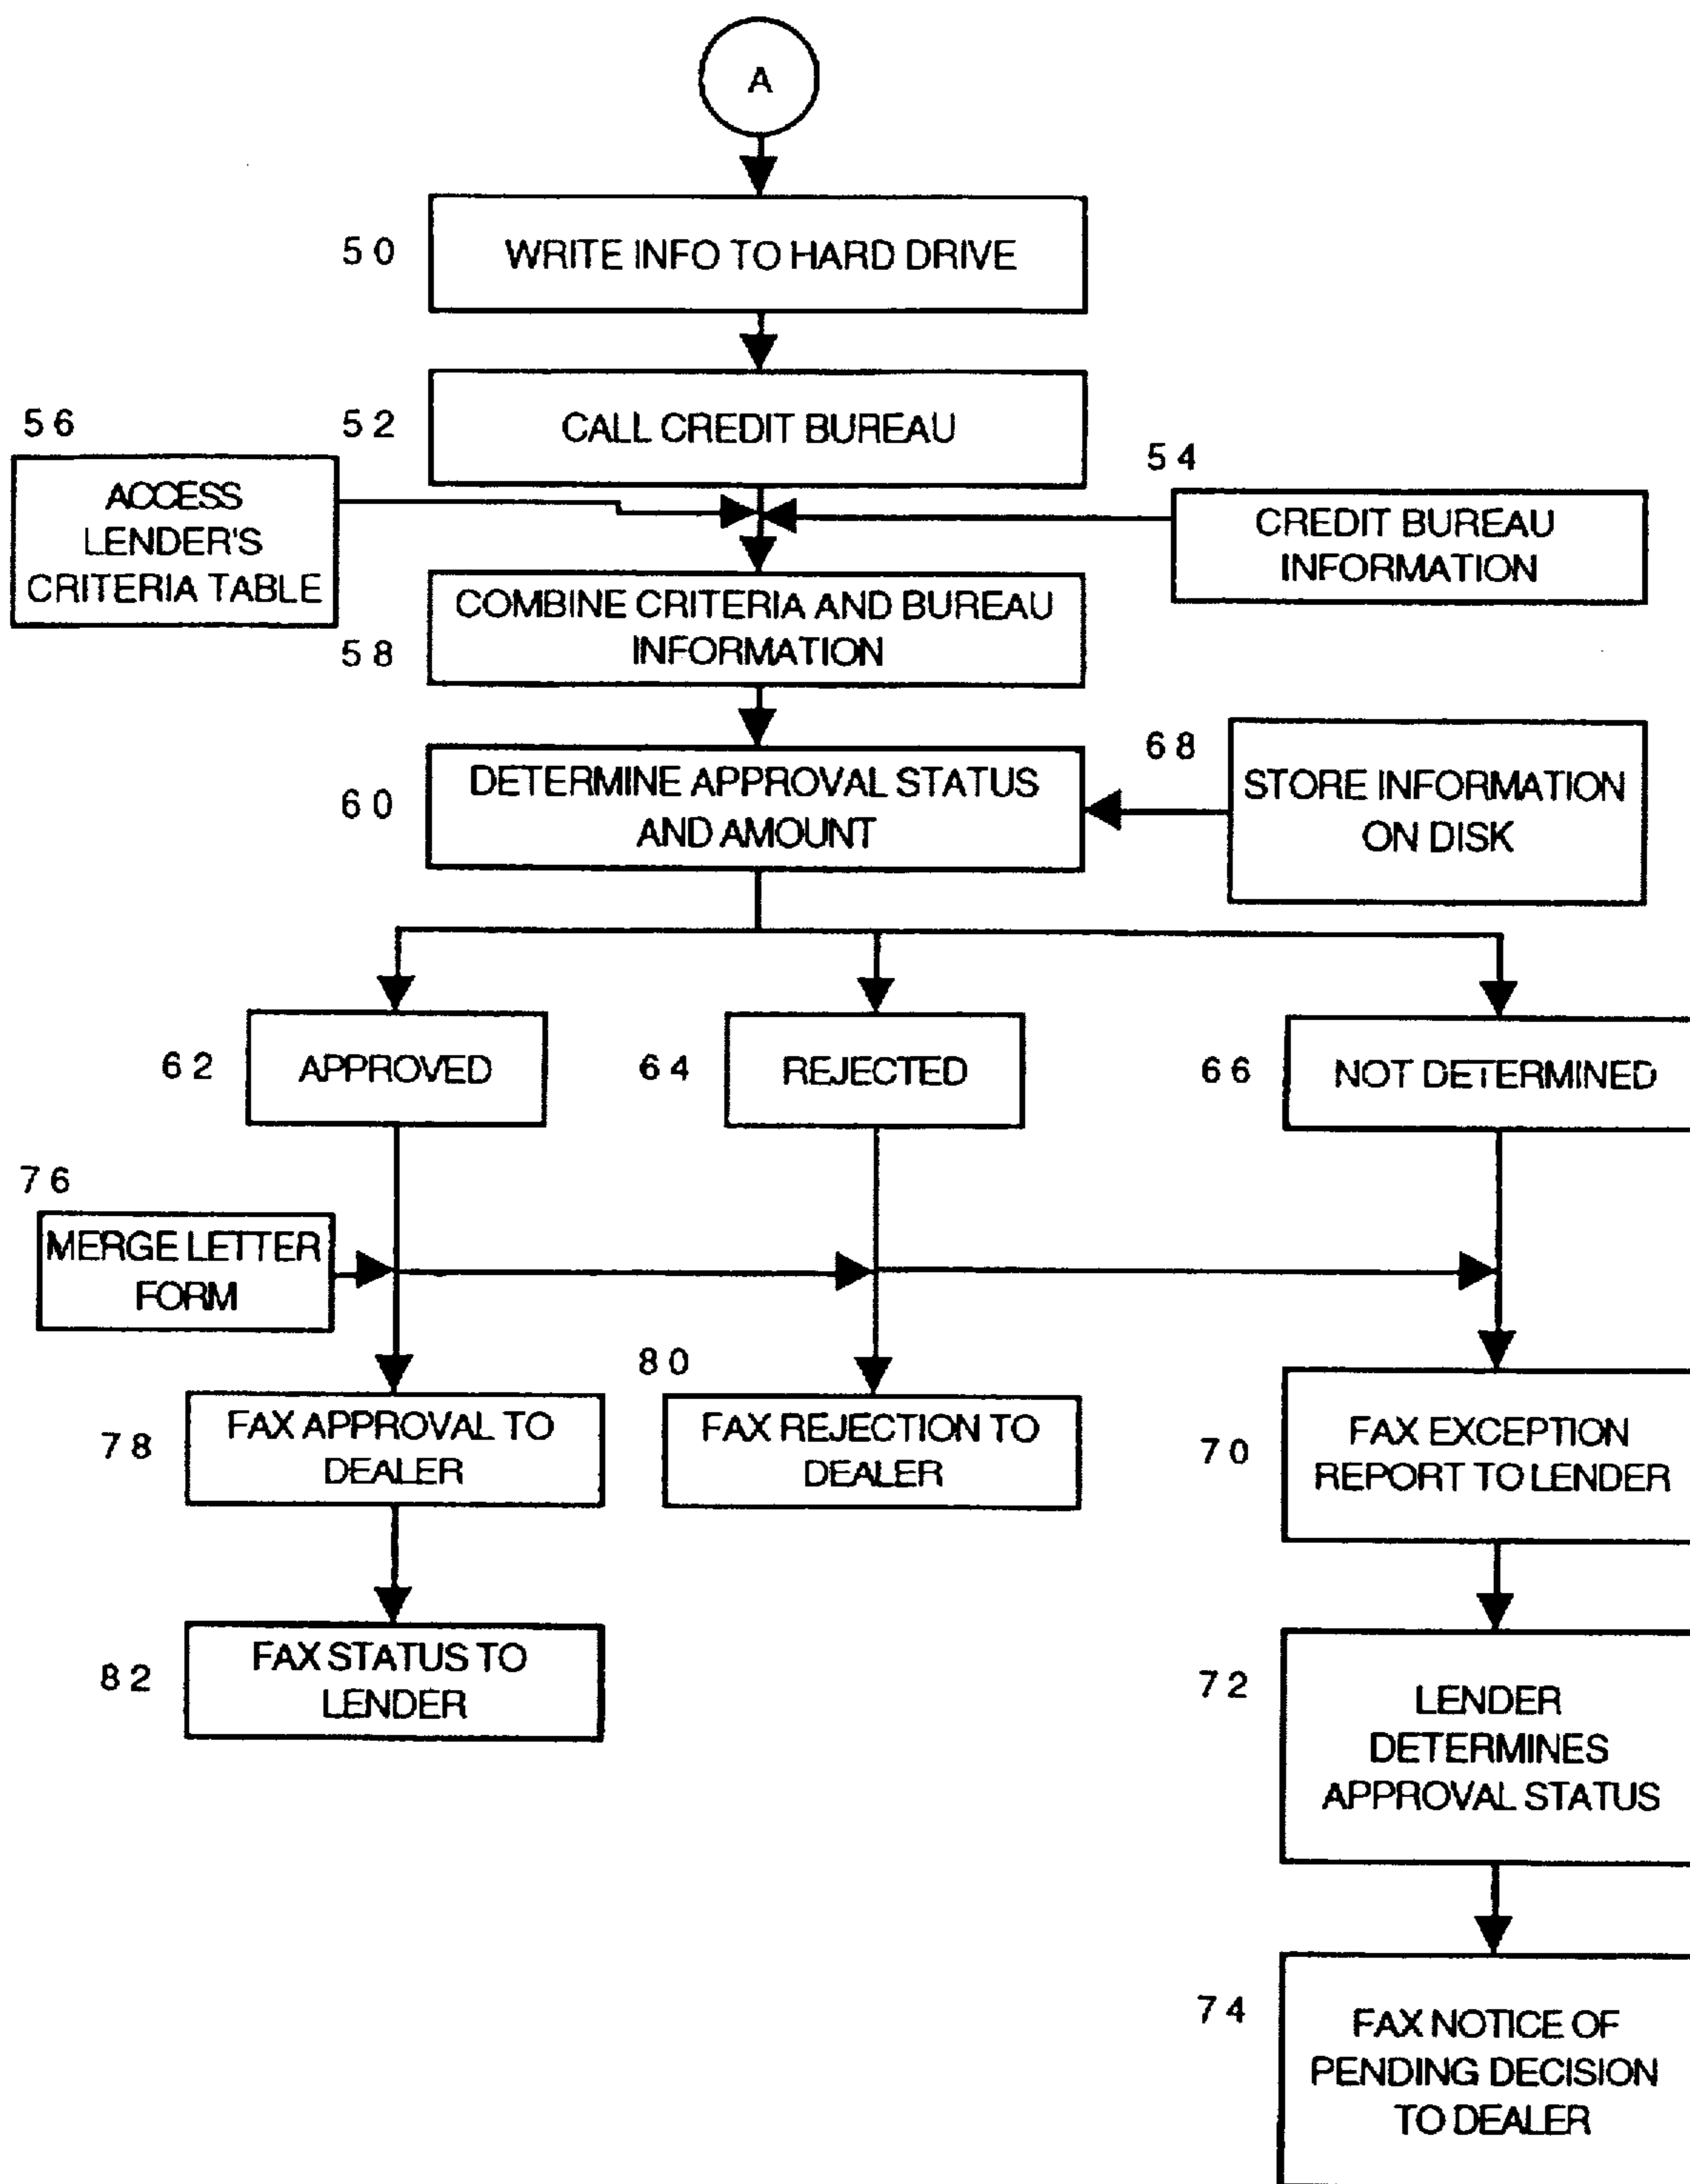 A
50
WRITE INFO TO HARD DRIVE
56
52
CALL CREDIT BUREAU
54
ACCESS
LENDER'S
CRITERIA TABLE
CREDIT BUREAU
INFORMATION
58
COMBINE CRITERIA AND BUREAU
INFORMATION
60
DETERMINE APPROVAL STATUS
AND AMOUNT
68
STORE INFORMATION
ON DISK
62
APPROVED
64
REJECTED
66
NOT DETERMINED
76
MERGE LETTER
FORM
78
FAX APPROVAL TO
DEALER
80
FAX REJECTION TO
DEALER
70
FAX EXCEPTION
REPORT TO LENDER
82
FAX STATUS TO
LENDER
72
LENDER
DETERMINES
APPROVAL STATUS
74
FAX NOTICE OF
PENDING DECISION
TO DEALER